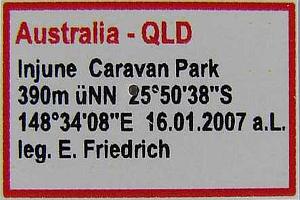 Australia - QLD
Injune Caravan Park
390m üNN 25°50'38"S
148°34'08"E 16.01.2007 a.L.
leg. E. Friedrich